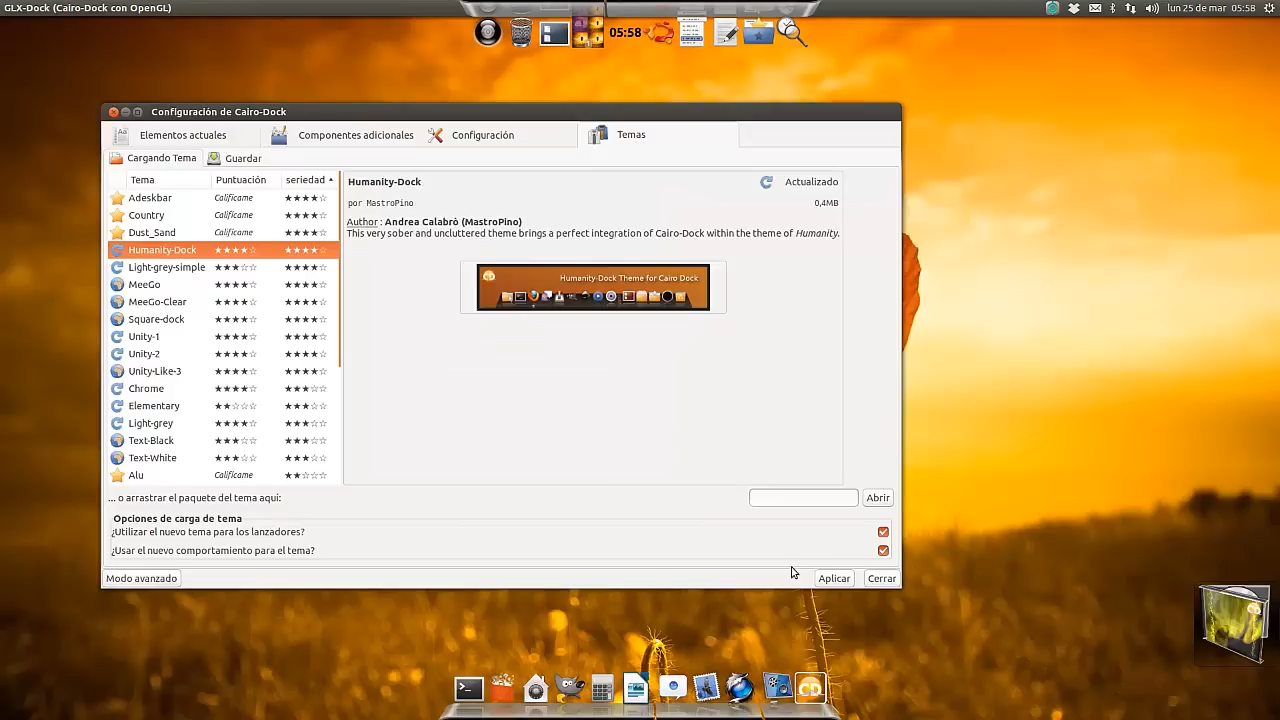 GLX-Dock (Cairo-Dock con OpenGL)
lun 25 de mar 05:58
05:58
Configuración de Cairo-Dock
Elementos actuales
Componentes adicionales
Configuración
Temas
Cargando Tema
Guardar
Tema Puntuación seriedad
Adeskbar Califícame ★★★★☆
Country Califícame ★★★★☆
Dust_Sand Califícame ★★★★☆
Humanity-Dock ★★★★☆ ★★★★☆
Light-grey-simple ★★★☆☆ ★★★★☆
MeeGo ★★★★☆ ★★★★☆
MeeGo-Clear ★★★★☆ ★★★★☆
Square-dock ★★★★☆ ★★★★☆
Unity-1 ★★★★☆ ★★★★☆
Unity-2 ★★★★☆ ★★★★☆
Unity-Like-3 ★★★★☆ ★★★★☆
Chrome ★★★★☆ ★★★☆☆
Elementary ★★☆☆☆ ★★★☆☆
Light-grey ★★★★☆ ★★★☆☆
Text-Black ★★★☆☆ ★★★☆☆
Text-White ★★★☆☆ ★★★☆☆
Alu Califícame ★★☆☆☆
Humanity-Dock
Actualizado
por MastroPino
0,4MB
Author : Andrea Calabrò (MastroPino)
This very sober and uncluttered theme brings a perfect integration of Cairo-Dock within the theme of Humanity.
Humanity-Dock Theme for Cairo Dock
... o arrastrar el paquete del tema aqui:
Abrir
Opciones de carga de tema
¿Utilizar el nuevo tema para los lanzadores?
¿Usar el nuevo comportamiento para el tema?
Modo avanzado
Aplicar
Cerrar
CD